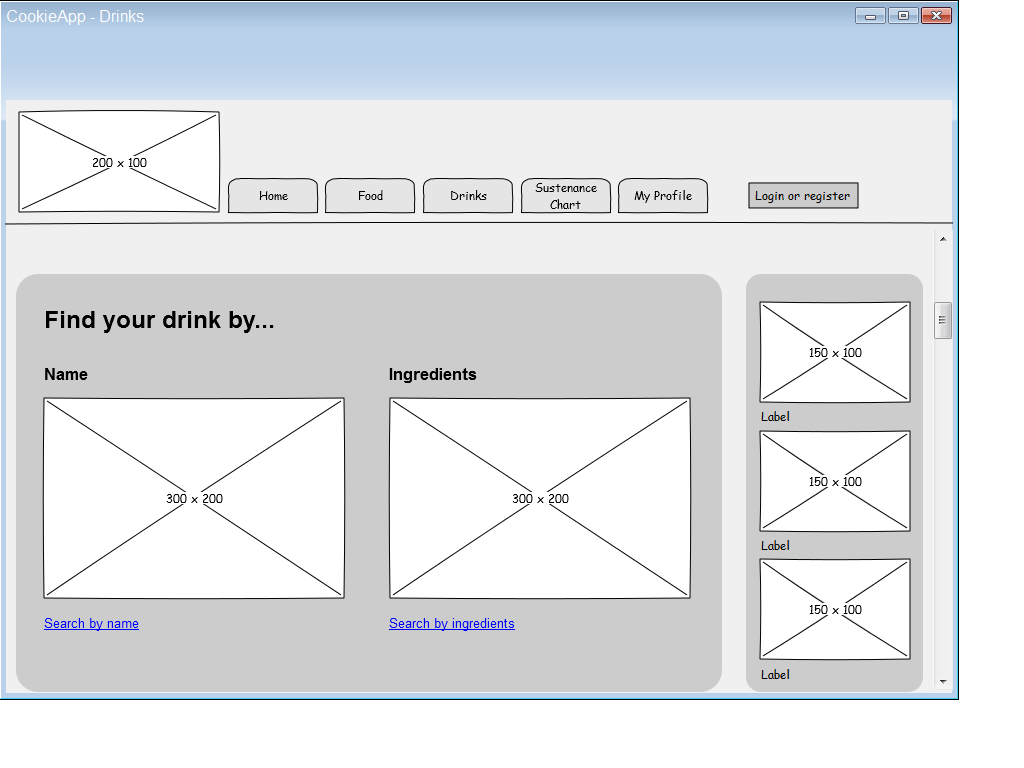 CookieApp - Drinks
200 x 100
Home
Food
Drinks
Sustenance
Chart
My Profile
Login or register
Find your drink by...
Name
Ingredients
300 x 200
300 x 200
Search by name
Search by ingredients
150 x 100
Label
150 x 100
Label
150 x 100
Label